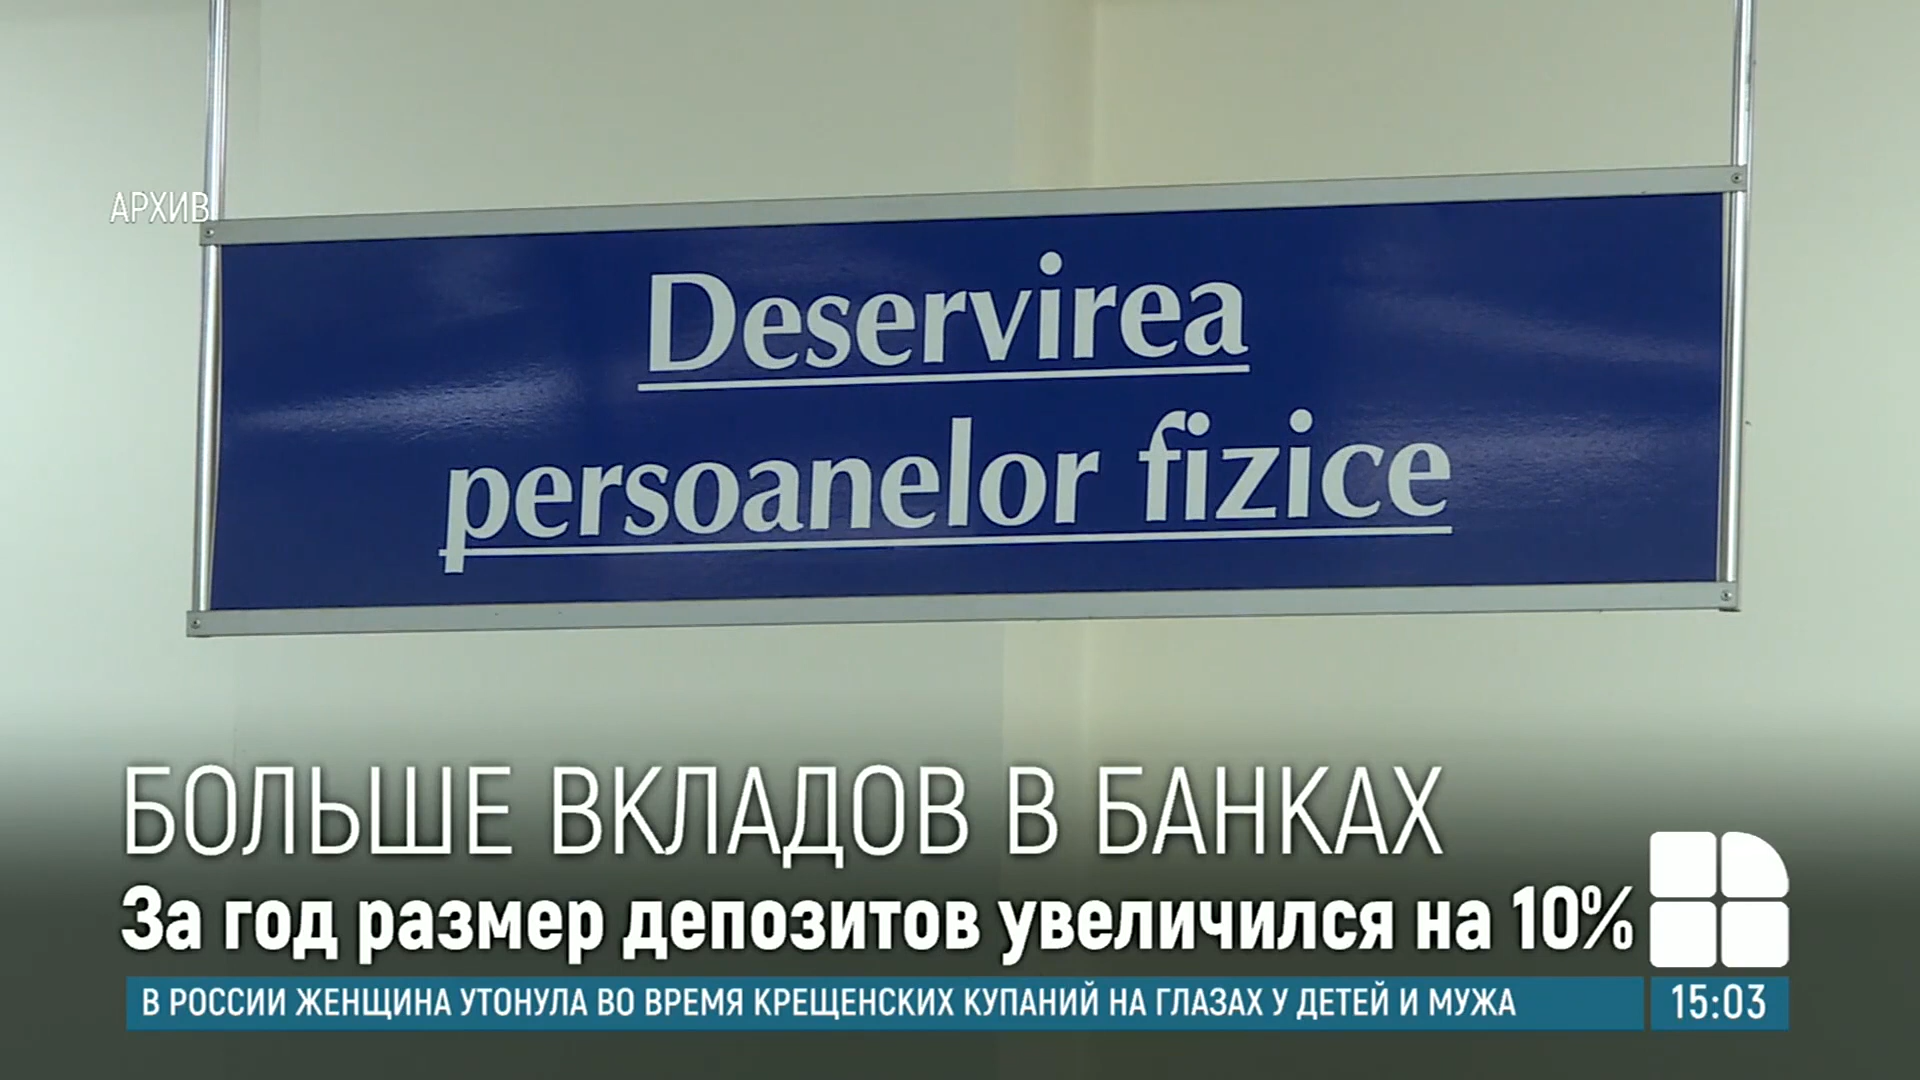 АРХИВ
Deservirea
persoanelor fizice
БОЛЬШЕ ВКЛАДОВ В БАНКАХ
За год размер депозитов увеличился на 10%
В РОССИИ ЖЕНЩИНА УТОНУЛА ВО ВРЕМЯ КРЕЩЕНСКИХ КУПАНИЙ НА ГЛАЗАХ У ДЕТЕЙ И МУЖА
15:03